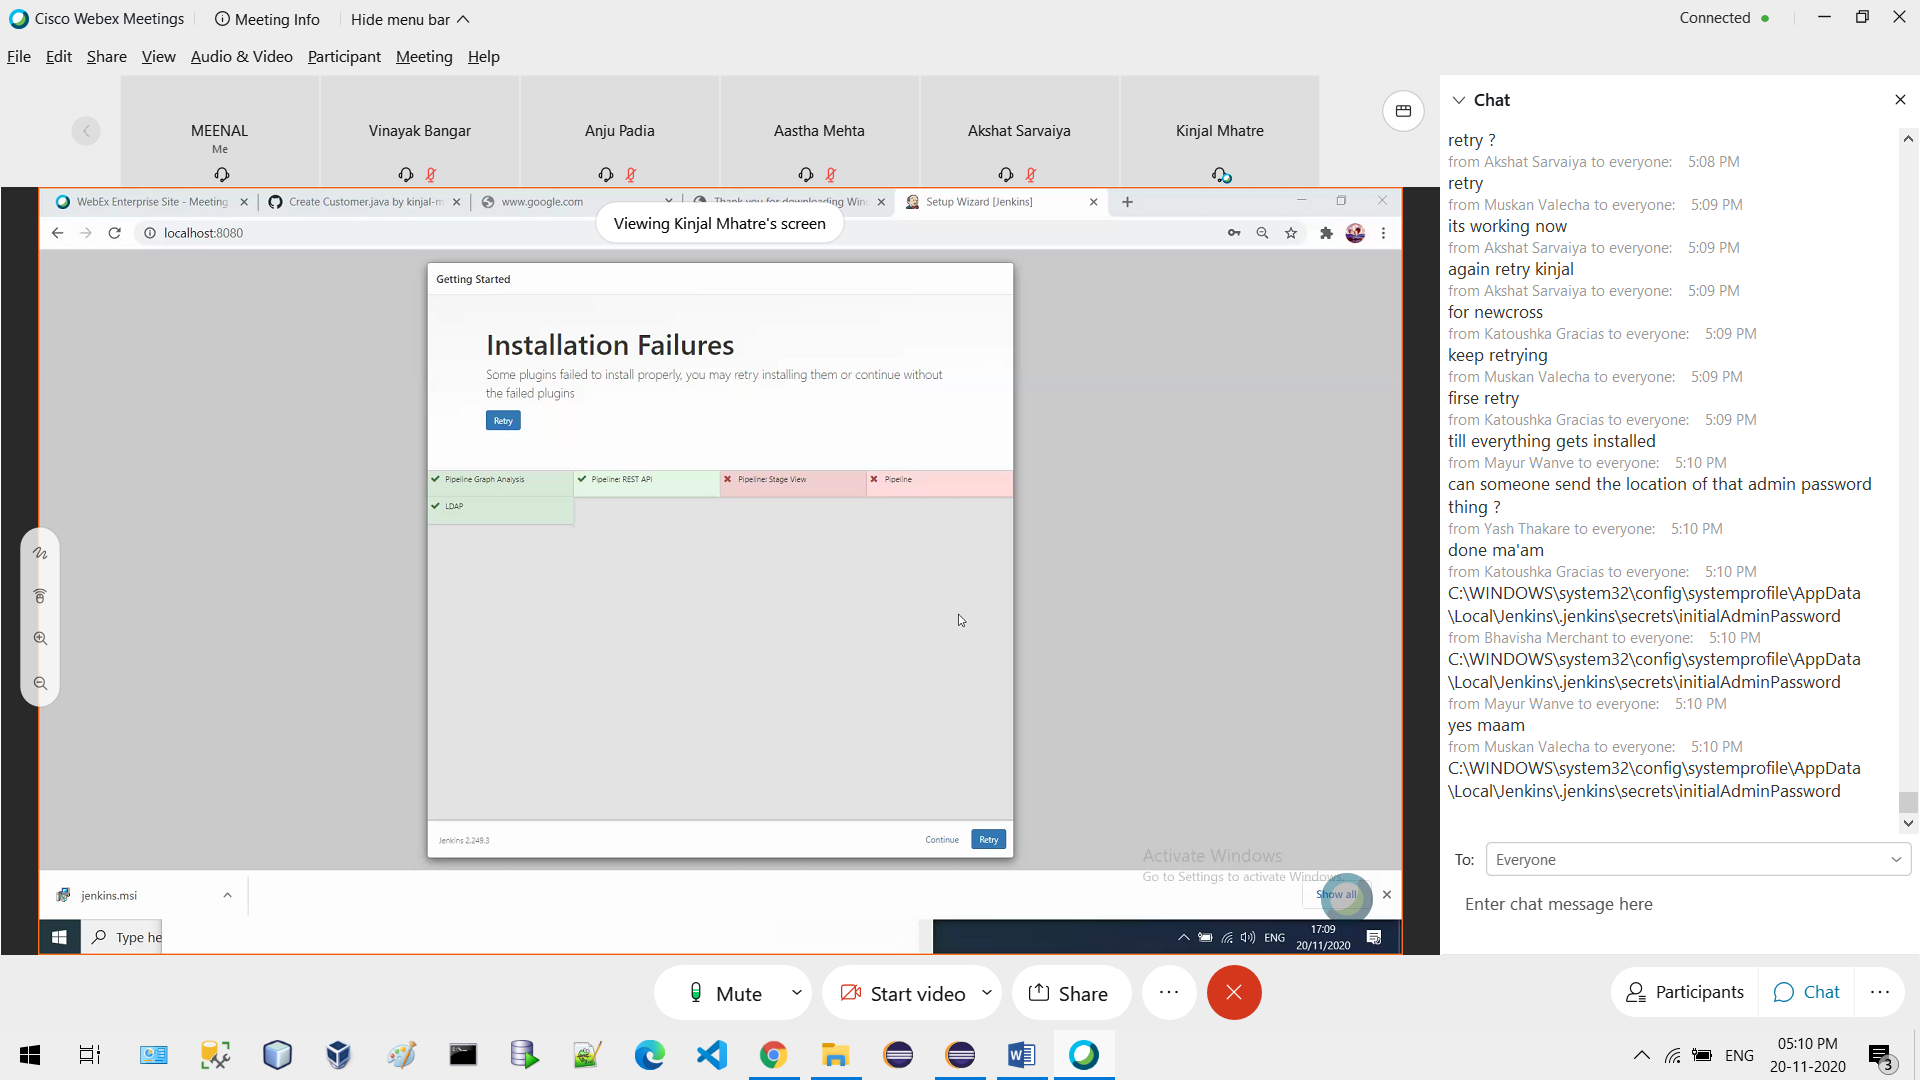 Cisco Webex Meetings
Meeting Info
Hide menu bar
Connected
File Edit Share View Audio & Video Participant Meeting Help
MEENAL
Me
Vinayak Bangar
Anju Padia
Aastha Mehta
Akshat Sarvaiya
Kinjal Mhatre
WebEx Enterprise Site - Meeting
Create Customer.java by kinjal-m
www.google.com
Thank you for downloading Win
Setup Wizard [Jenkins]
Viewing Kinjal Mhatre's screen
localhost:8080
Getting Started
Installation Failures
Some plugins failed to install properly, you may retry installing them or continue without
the failed plugins
Retry
Pipeline Graph Analysis
Pipeline: REST API
Pipeline: Stage View
Pipeline
LDAP
Jenkins 2.249.3
Continue
Retry
Activate Windows
Go to Settings to activate Windows.
jenkins.msi
Show all
Type he
ENG
17:09
20/11/2020
Chat
retry ?
from Akshat Sarvaiya to everyone: 5:08 PM
retry
from Muskan Valecha to everyone: 5:09 PM
its working now
from Akshat Sarvaiya to everyone: 5:09 PM
again retry kinjal
from Akshat Sarvaiya to everyone: 5:09 PM
for newcross
from Katoushka Gracias to everyone: 5:09 PM
keep retrying
from Muskan Valecha to everyone: 5:09 PM
firse retry
from Katoushka Gracias to everyone: 5:09 PM
till everything gets installed
from Mayur Wanve to everyone: 5:10 PM
can someone send the location of that admin password
thing ?
from Yash Thakare to everyone: 5:10 PM
done ma'am
from Katoushka Gracias to everyone: 5:10 PM
C:\WINDOWS\system32\config\systemprofile\AppData
\Local\Jenkins\.jenkins\secrets\initialAdminPassword
from Bhavisha Merchant to everyone: 5:10 PM
C:\WINDOWS\system32\config\systemprofile\AppData
\Local\Jenkins\.jenkins\secrets\initialAdminPassword
from Mayur Wanve to everyone: 5:10 PM
yes maam
from Muskan Valecha to everyone: 5:10 PM
C:\WINDOWS\system32\config\systemprofile\AppData
\Local\Jenkins\.jenkins\secrets\initialAdminPassword
To: Everyone
Enter chat message here
Mute
Start video
Share
Participants
Chat
ENG
05:10 PM
20-11-2020
3